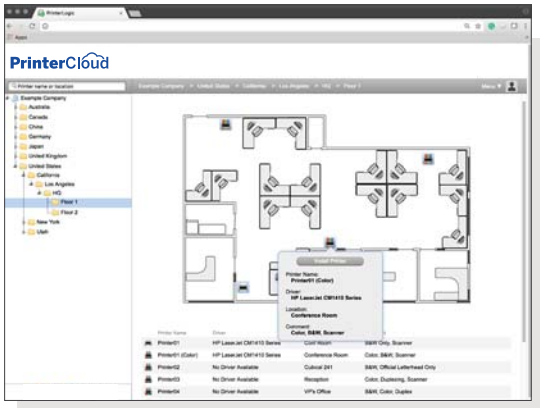 PrinterLogic
Apps
PrinterCloud
Printer name or location
Example Company > United States > California > Los Angeles > HQ > Floor 1
Menu
Example Company
Australia
Canada
China
Germany
Japan
United Kingdom
United States
California
Los Angeles
HQ
Floor 1
Floor 2
New York
Utah
Install Printer
Printer Name:
Printer01 (Color)
Driver:
HP LaserJet CM1410 Series
Location:
Conference Room
Comment:
Color, B&W, Scanner
Printer Name Driver
Printer01 HP LaserJet CM1410 Series Conf Room B&W Only, Scanner
Printer01 (Color) HP LaserJet CM1410 Series Conference Room Color, B&W, Scanner
Printer02 No Driver Available Cubical 241 B&W, Official Letterhead Only
Printer03 No Driver Available Reception Color, Duplexing, Scanner
Printer04 No Driver Available VP's Office B&W, Color, Duplex